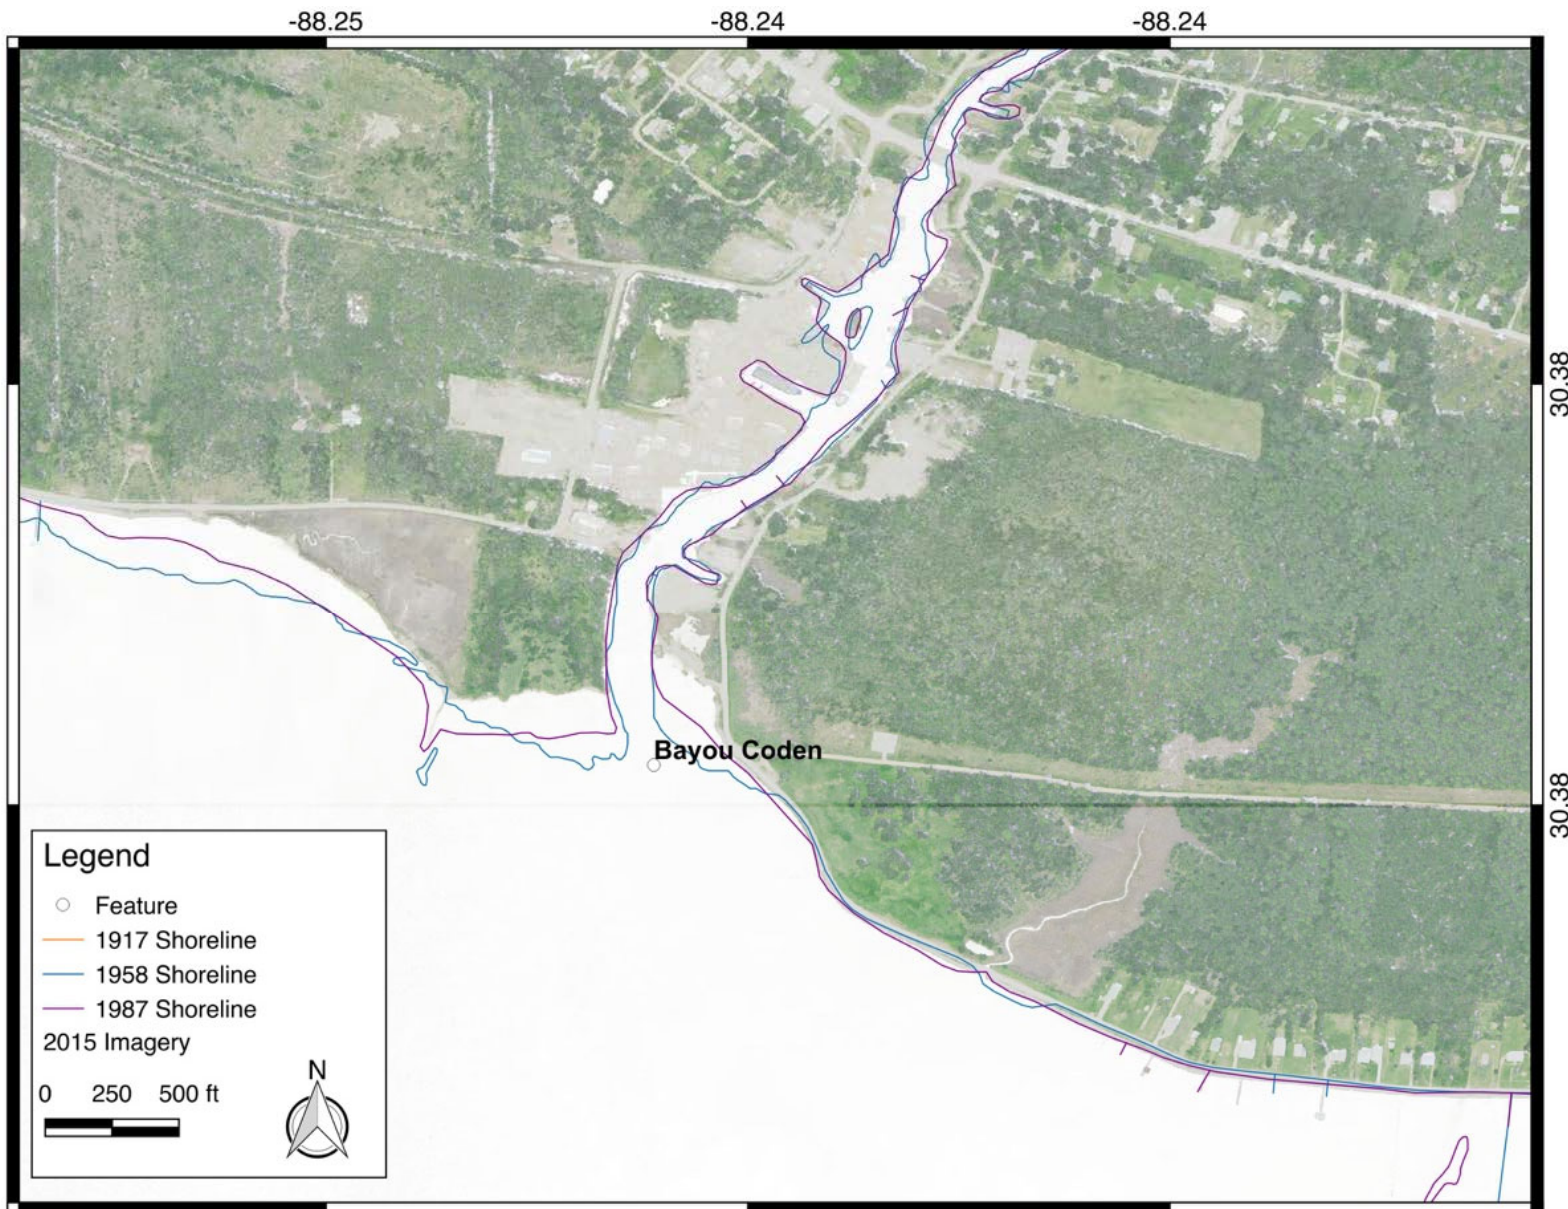 -88.25 -88.24 -88.24
30.38
Bayou Coden
30.38
Legend
Feature
1917 Shoreline
1958 Shoreline
1987 Shoreline
2015 Imagery
N
0 250 500 ft